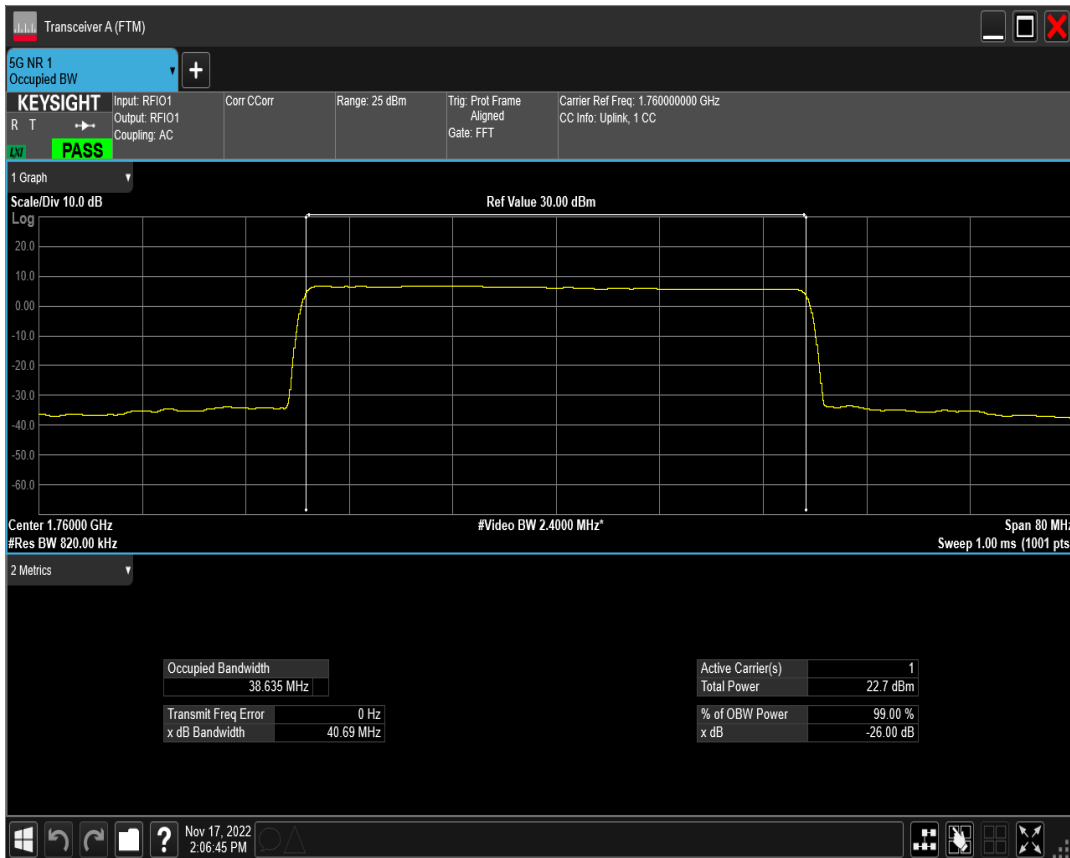 Transceiver A (FTM)
5G NR 1
Occupied BW
+
KEYSIGHT
R T
LXI
PASS
Input: RFIO1
Output: RFIO1
Coupling: AC
Corr CCorr
Range: 25 dBm
Trig: Prot Frame
Aligned
Gate: FFT
Carrier Ref Freq: 1.760000000 GHz
CC Info: Uplink, 1 CC
1 Graph
Scale/Div 10.0 dB
Ref Value 30.00 dBm
Log
20.0
10.0
0.00
-10.0
-20.0
-30.0
-40.0
-50.0
-60.0
Center 1.76000 GHz
#Video BW 2.4000 MHz*
Span 80 MHz
#Res BW 820.00 kHz
Sweep 1.00 ms (1001 pts
2 Metrics
Occupied Bandwidth
38.635 MHz
Transmit Freq Error 0 Hz
x dB Bandwidth 40.69 MHz
Active Carrier(s) 1
Total Power 22.7 dBm
% of OBW Power 99.00 %
x dB -26.00 dB
?
Nov 17, 2022
2:06:45 PM